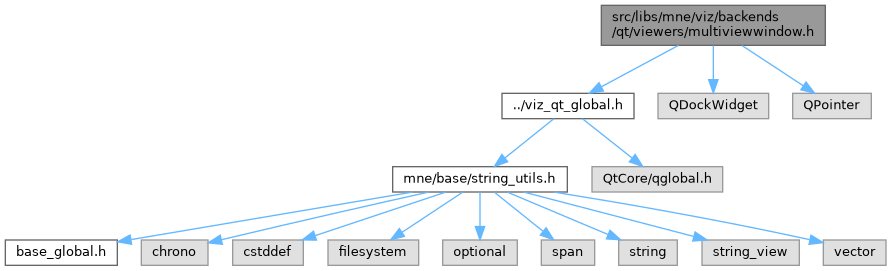 src/libs/mne/viz/backends
/qt/viewers/multiviewwindow.h
../viz_qt_global.h
QDockWidget
QPointer
mne/base/string_utils.h
QtCore/qglobal.h
base_global.h
chrono
cstddef
filesystem
optional
span
string
string_view
vector